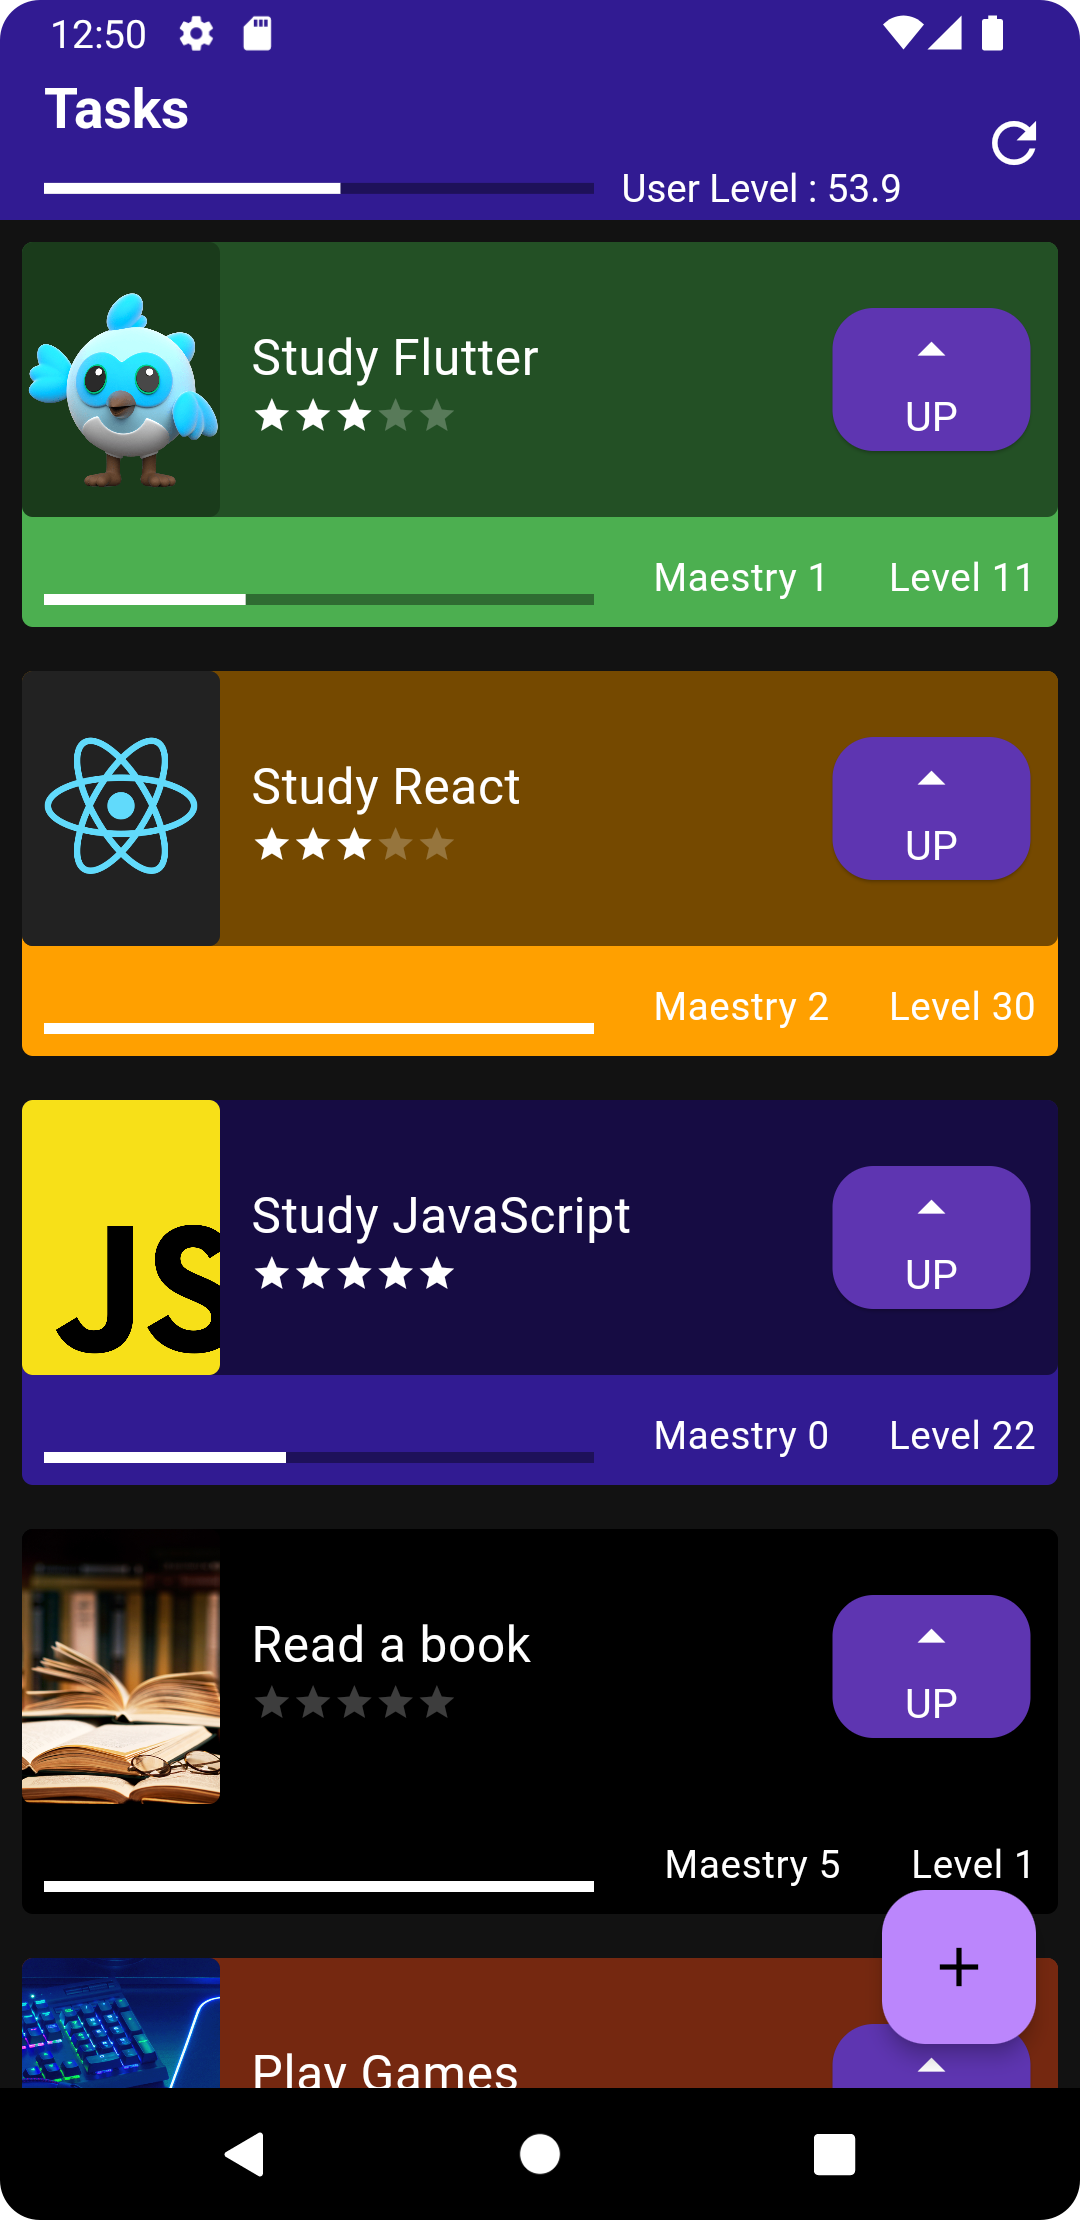 12:50
Tasks
User Level : 53.9
Study Flutter
UP
Maestry 1 Level 11
Study React
UP
Maestry 2 Level 30
JS
Study JavaScript
UP
Maestry 0 Level 22
Read a book
UP
Maestry 5 Level 1
Play Games